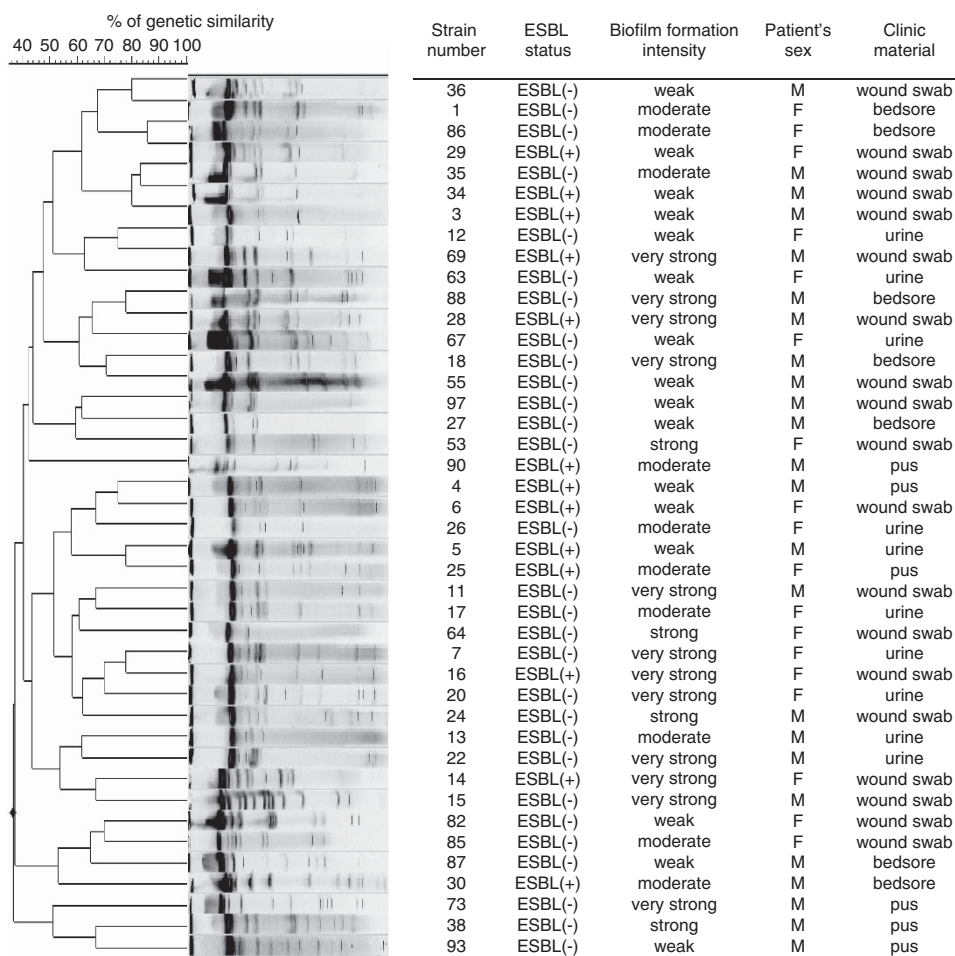 % of genetic similarity
40 50 60 70 80 90 100
Strain number ESBL status Biofilm formation intensity Patient's sex Clinic material
36 ESBL(-) weak M wound swab
1 ESBL(-) moderate F bedsore
86 ESBL(-) moderate F bedsore
29 ESBL(+) weak F wound swab
35 ESBL(-) moderate M wound swab
34 ESBL(+) weak M wound swab
3 ESBL(+) weak M wound swab
12 ESBL(-) weak F urine
69 ESBL(+) very strong M wound swab
63 ESBL(-) weak F urine
88 ESBL(-) very strong M bedsore
28 ESBL(+) very strong M wound swab
67 ESBL(-) weak F urine
18 ESBL(-) very strong M bedsore
55 ESBL(-) weak M wound swab
97 ESBL(-) weak M wound swab
27 ESBL(-) weak M bedsore
53 ESBL(-) strong F wound swab
90 ESBL(+) moderate M pus
4 ESBL(+) weak M pus
6 ESBL(+) weak F wound swab
26 ESBL(-) moderate F urine
5 ESBL(+) weak M urine
25 ESBL(+) moderate F pus
11 ESBL(-) very strong M wound swab
17 ESBL(-) moderate F urine
64 ESBL(-) strong F wound swab
7 ESBL(-) very strong F urine
16 ESBL(+) very strong F wound swab
20 ESBL(-) very strong F urine
24 ESBL(-) strong M wound swab
13 ESBL(-) moderate M urine
22 ESBL(-) very strong M urine
14 ESBL(+) very strong F wound swab
15 ESBL(-) very strong M wound swab
82 ESBL(-) weak F wound swab
85 ESBL(-) moderate F wound swab
87 ESBL(-) weak M bedsore
30 ESBL(+) moderate M bedsore
73 ESBL(-) very strong M pus
38 ESBL(-) strong M pus
93 ESBL(-) weak M pus